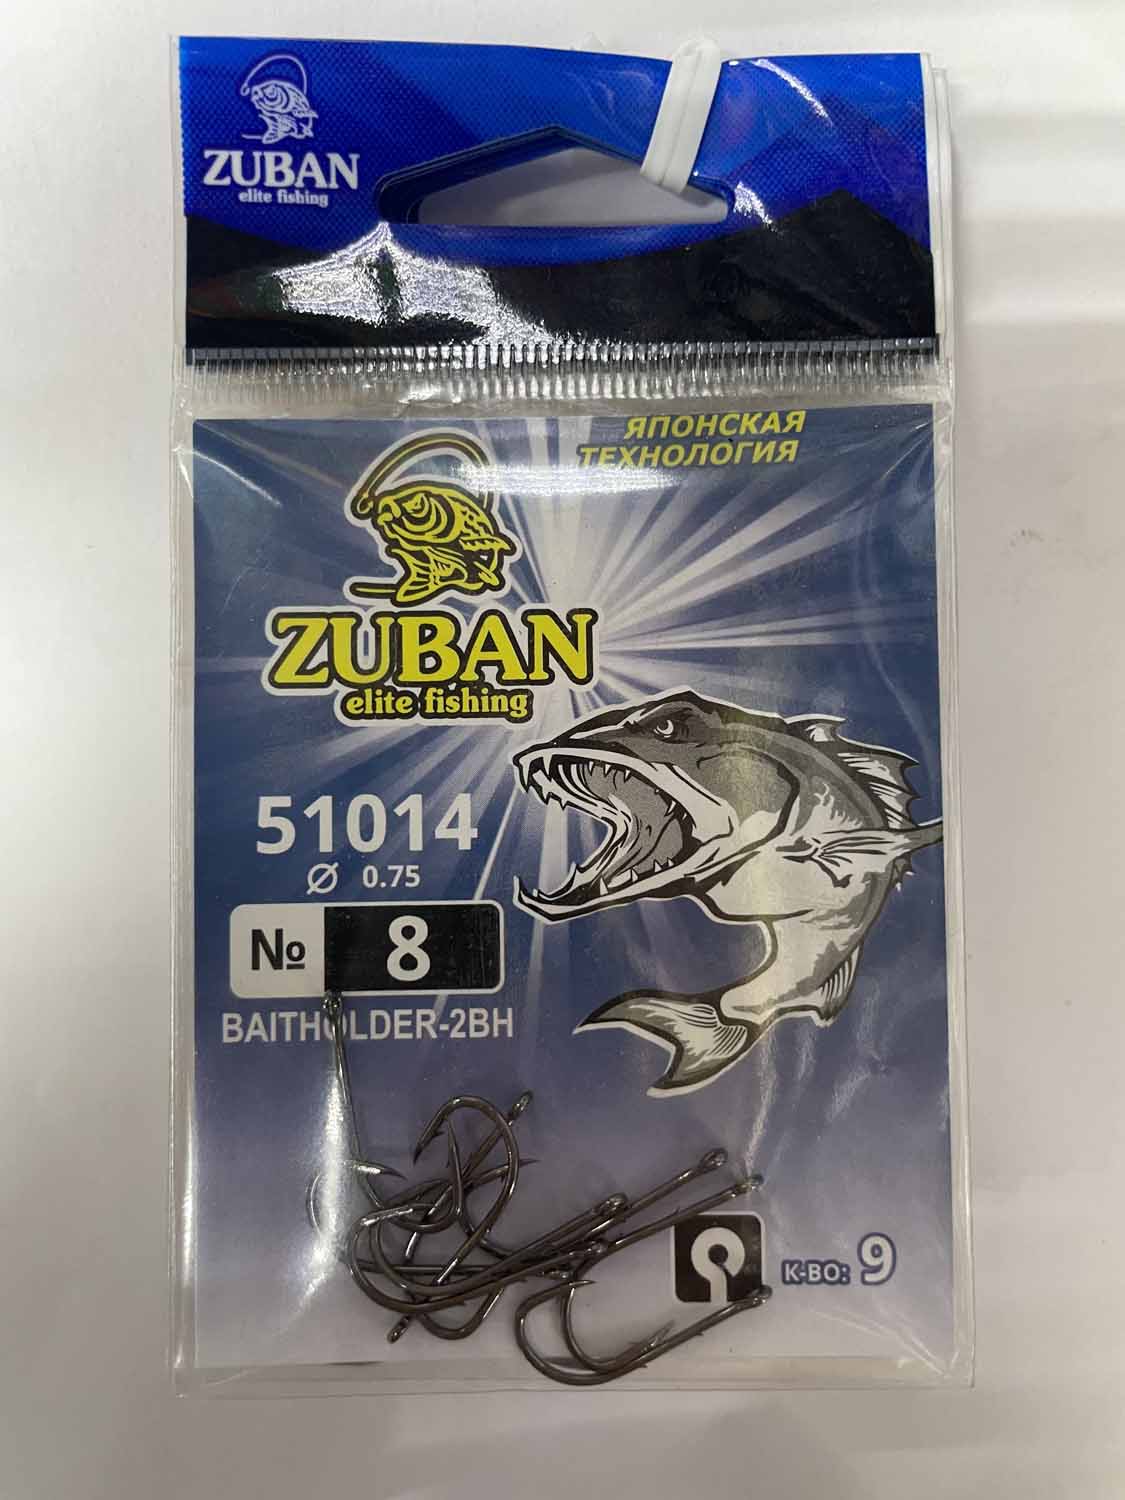 ZUBAN
elite fishing
ЯПОНСКАЯ
ТЕХНОЛОГИЯ
ZUBAN
elite fishing
51014
Ø 0.75
№ 8
BAITHOLDER-2BH
К-ВО: 9